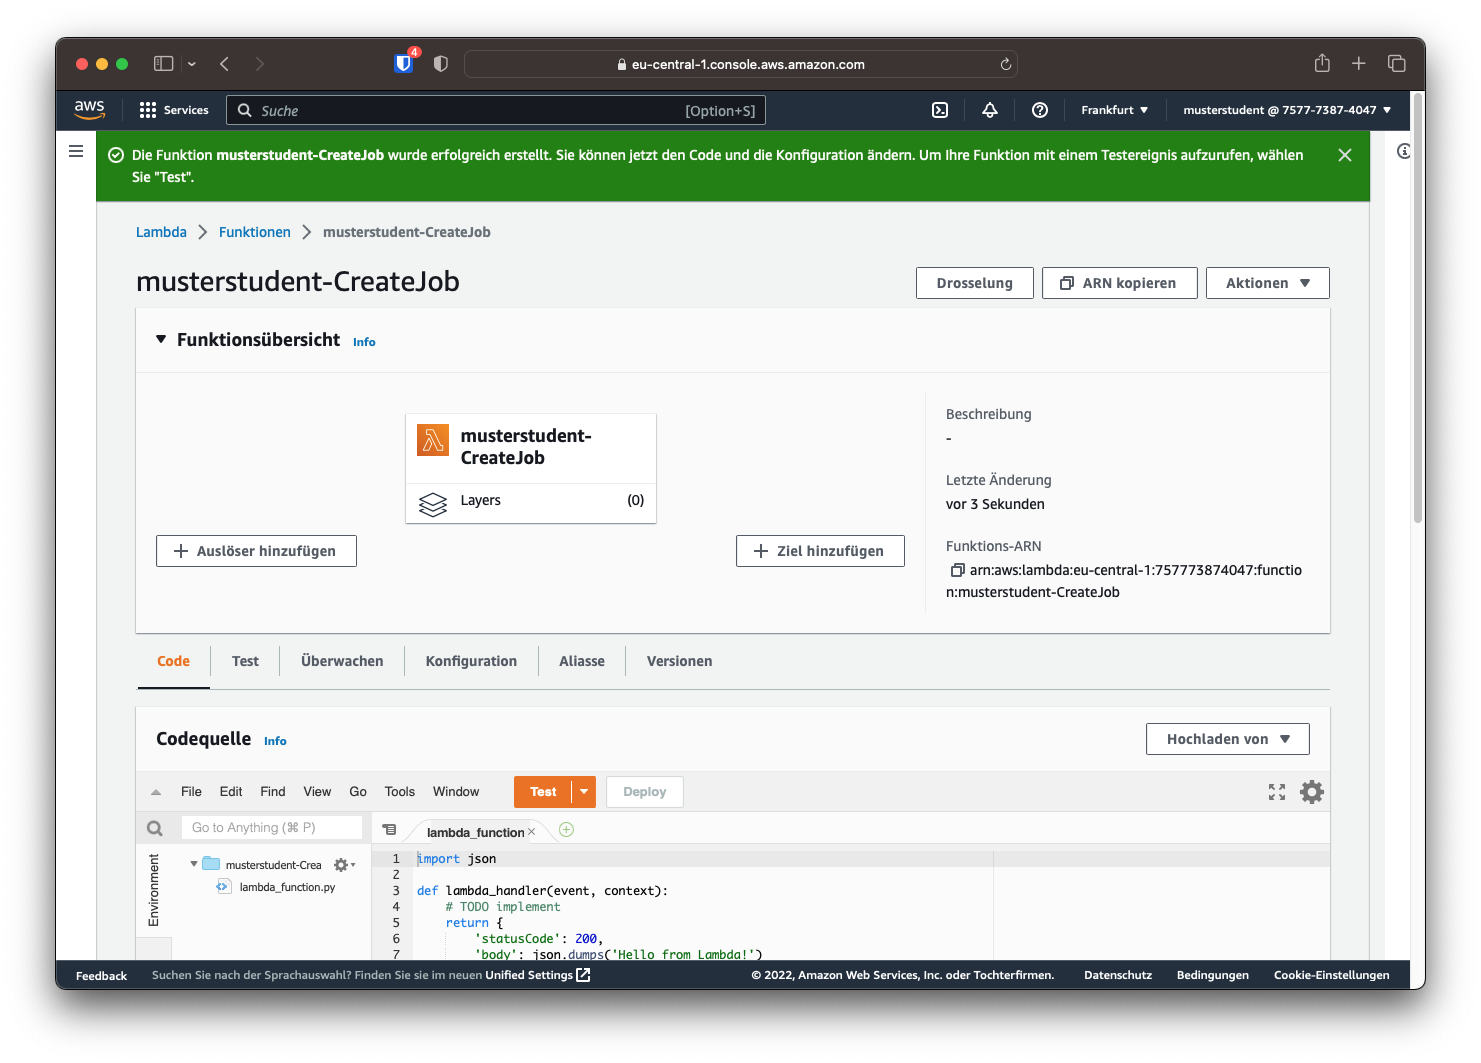 4
eu-central-1.console.aws.amazon.com
aws
Services
Suche
[Option+S]
Frankfurt ▼
musterstudent @ 7577-7387-4047 ▼
Die Funktion musterstudent-CreateJob wurde erfolgreich erstellt. Sie können jetzt den Code und die Konfiguration ändern. Um Ihre Funktion mit einem Testereignis aufzurufen, wählen
Sie "Test".
Lambda > Funktionen > musterstudent-CreateJob
musterstudent-CreateJob
Drosselung
ARN kopieren
Aktionen ▼
▼ Funktionsübersicht Info
musterstudent-
CreateJob
Layers (0)
+ Auslöser hinzufügen
+ Ziel hinzufügen
Beschreibung
-
Letzte Änderung
vor 3 Sekunden
Funktions-ARN
arn:aws:lambda:eu-central-1:757773874047:functio
n:musterstudent-CreateJob
Code
Test
Überwachen
Konfiguration
Aliasse
Versionen
Codequelle Info
Hochladen von ▼
File Edit Find View Go Tools Window
Test
Deploy
Go to Anything (⌘ P)
Environment
musterstudent-Crea
lambda_function.py
lambda_function ×
1 import json
2
3 def lambda_handler(event, context):
4     # TODO implement
5     return {
6         'statusCode': 200,
7         'body': json.dumps('Hello from Lambda!')
Feedback
Suchen Sie nach der Sprachauswahl? Finden Sie sie im neuen Unified Settings
© 2022, Amazon Web Services, Inc. oder Tochterfirmen.
Datenschutz
Bedingungen
Cookie-Einstellungen